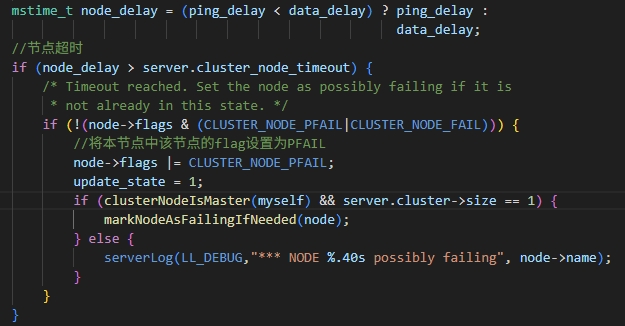 mstime_t node_delay = (ping_delay < data_delay) ? ping_delay :
data_delay;
//节点超时
if (node_delay > server.cluster_node_timeout) {
/* Timeout reached. Set the node as possibly failing if it is
* not already in this state. */
if (!(node->flags & (CLUSTER_NODE_PFAIL|CLUSTER_NODE_FAIL))) {
//将本节点中该节点的flag设置为PFAIL
node->flags |= CLUSTER_NODE_PFAIL;
update_state = 1;
if (clusterNodeIsMaster(myself) && server.cluster->size == 1) {
markNodeAsFailingIfNeeded(node);
} else {
serverLog(LL_DEBUG,"*** NODE %.40s possibly failing", node->name);
}
}
}